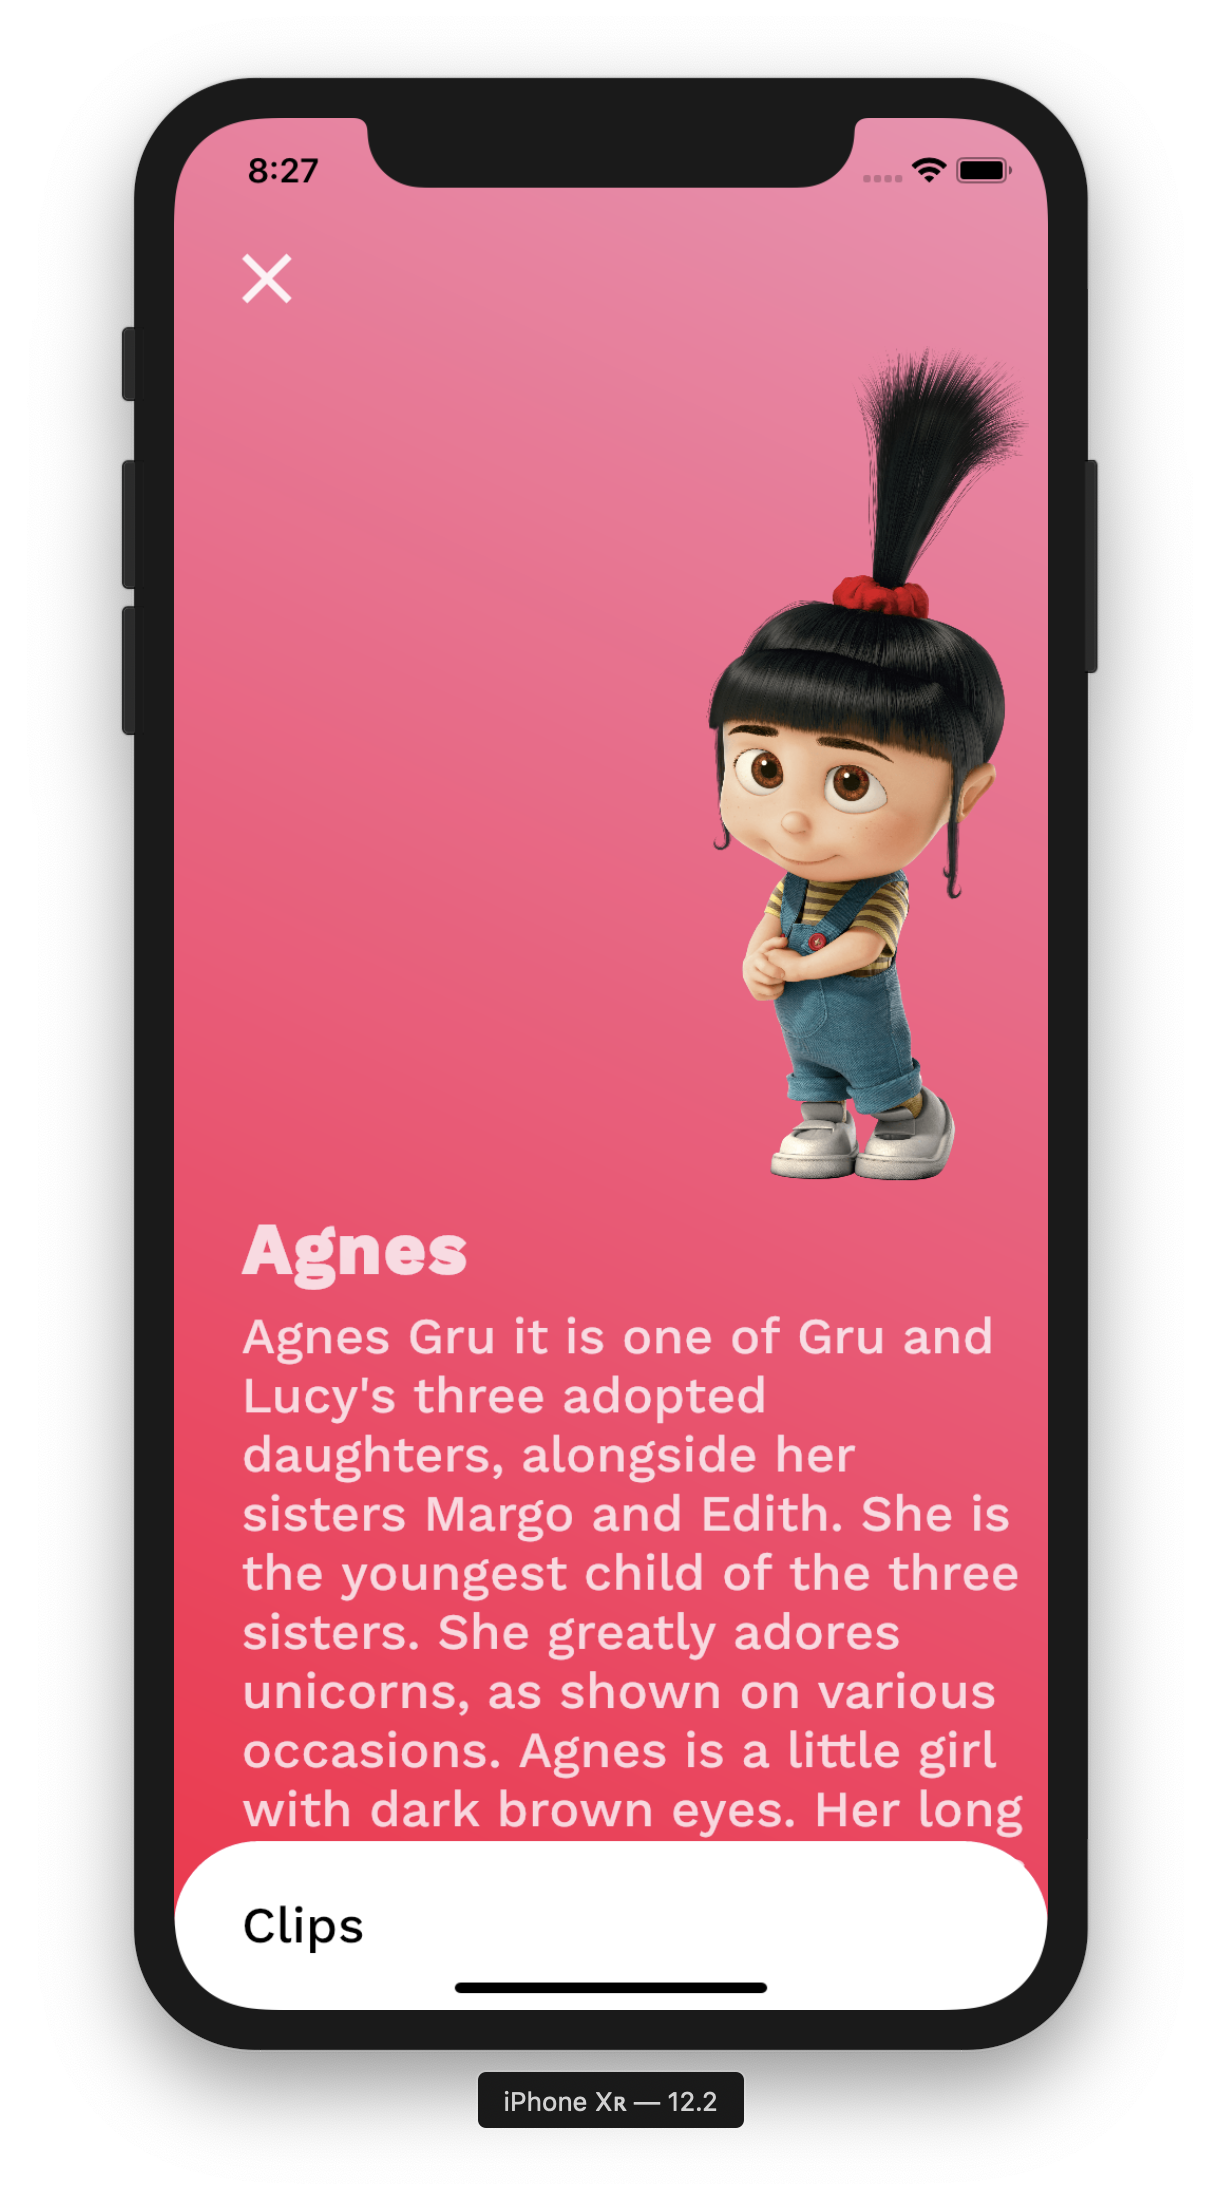 8:27
Agnes
Agnes Gru it is one of Gru and
Lucy's three adopted
daughters, alongside her
sisters Margo and Edith. She is
the youngest child of the three
sisters. She greatly adores
unicorns, as shown on various
occasions. Agnes is a little girl
with dark brown eyes. Her long
Clips
iPhone Xʀ — 12.2